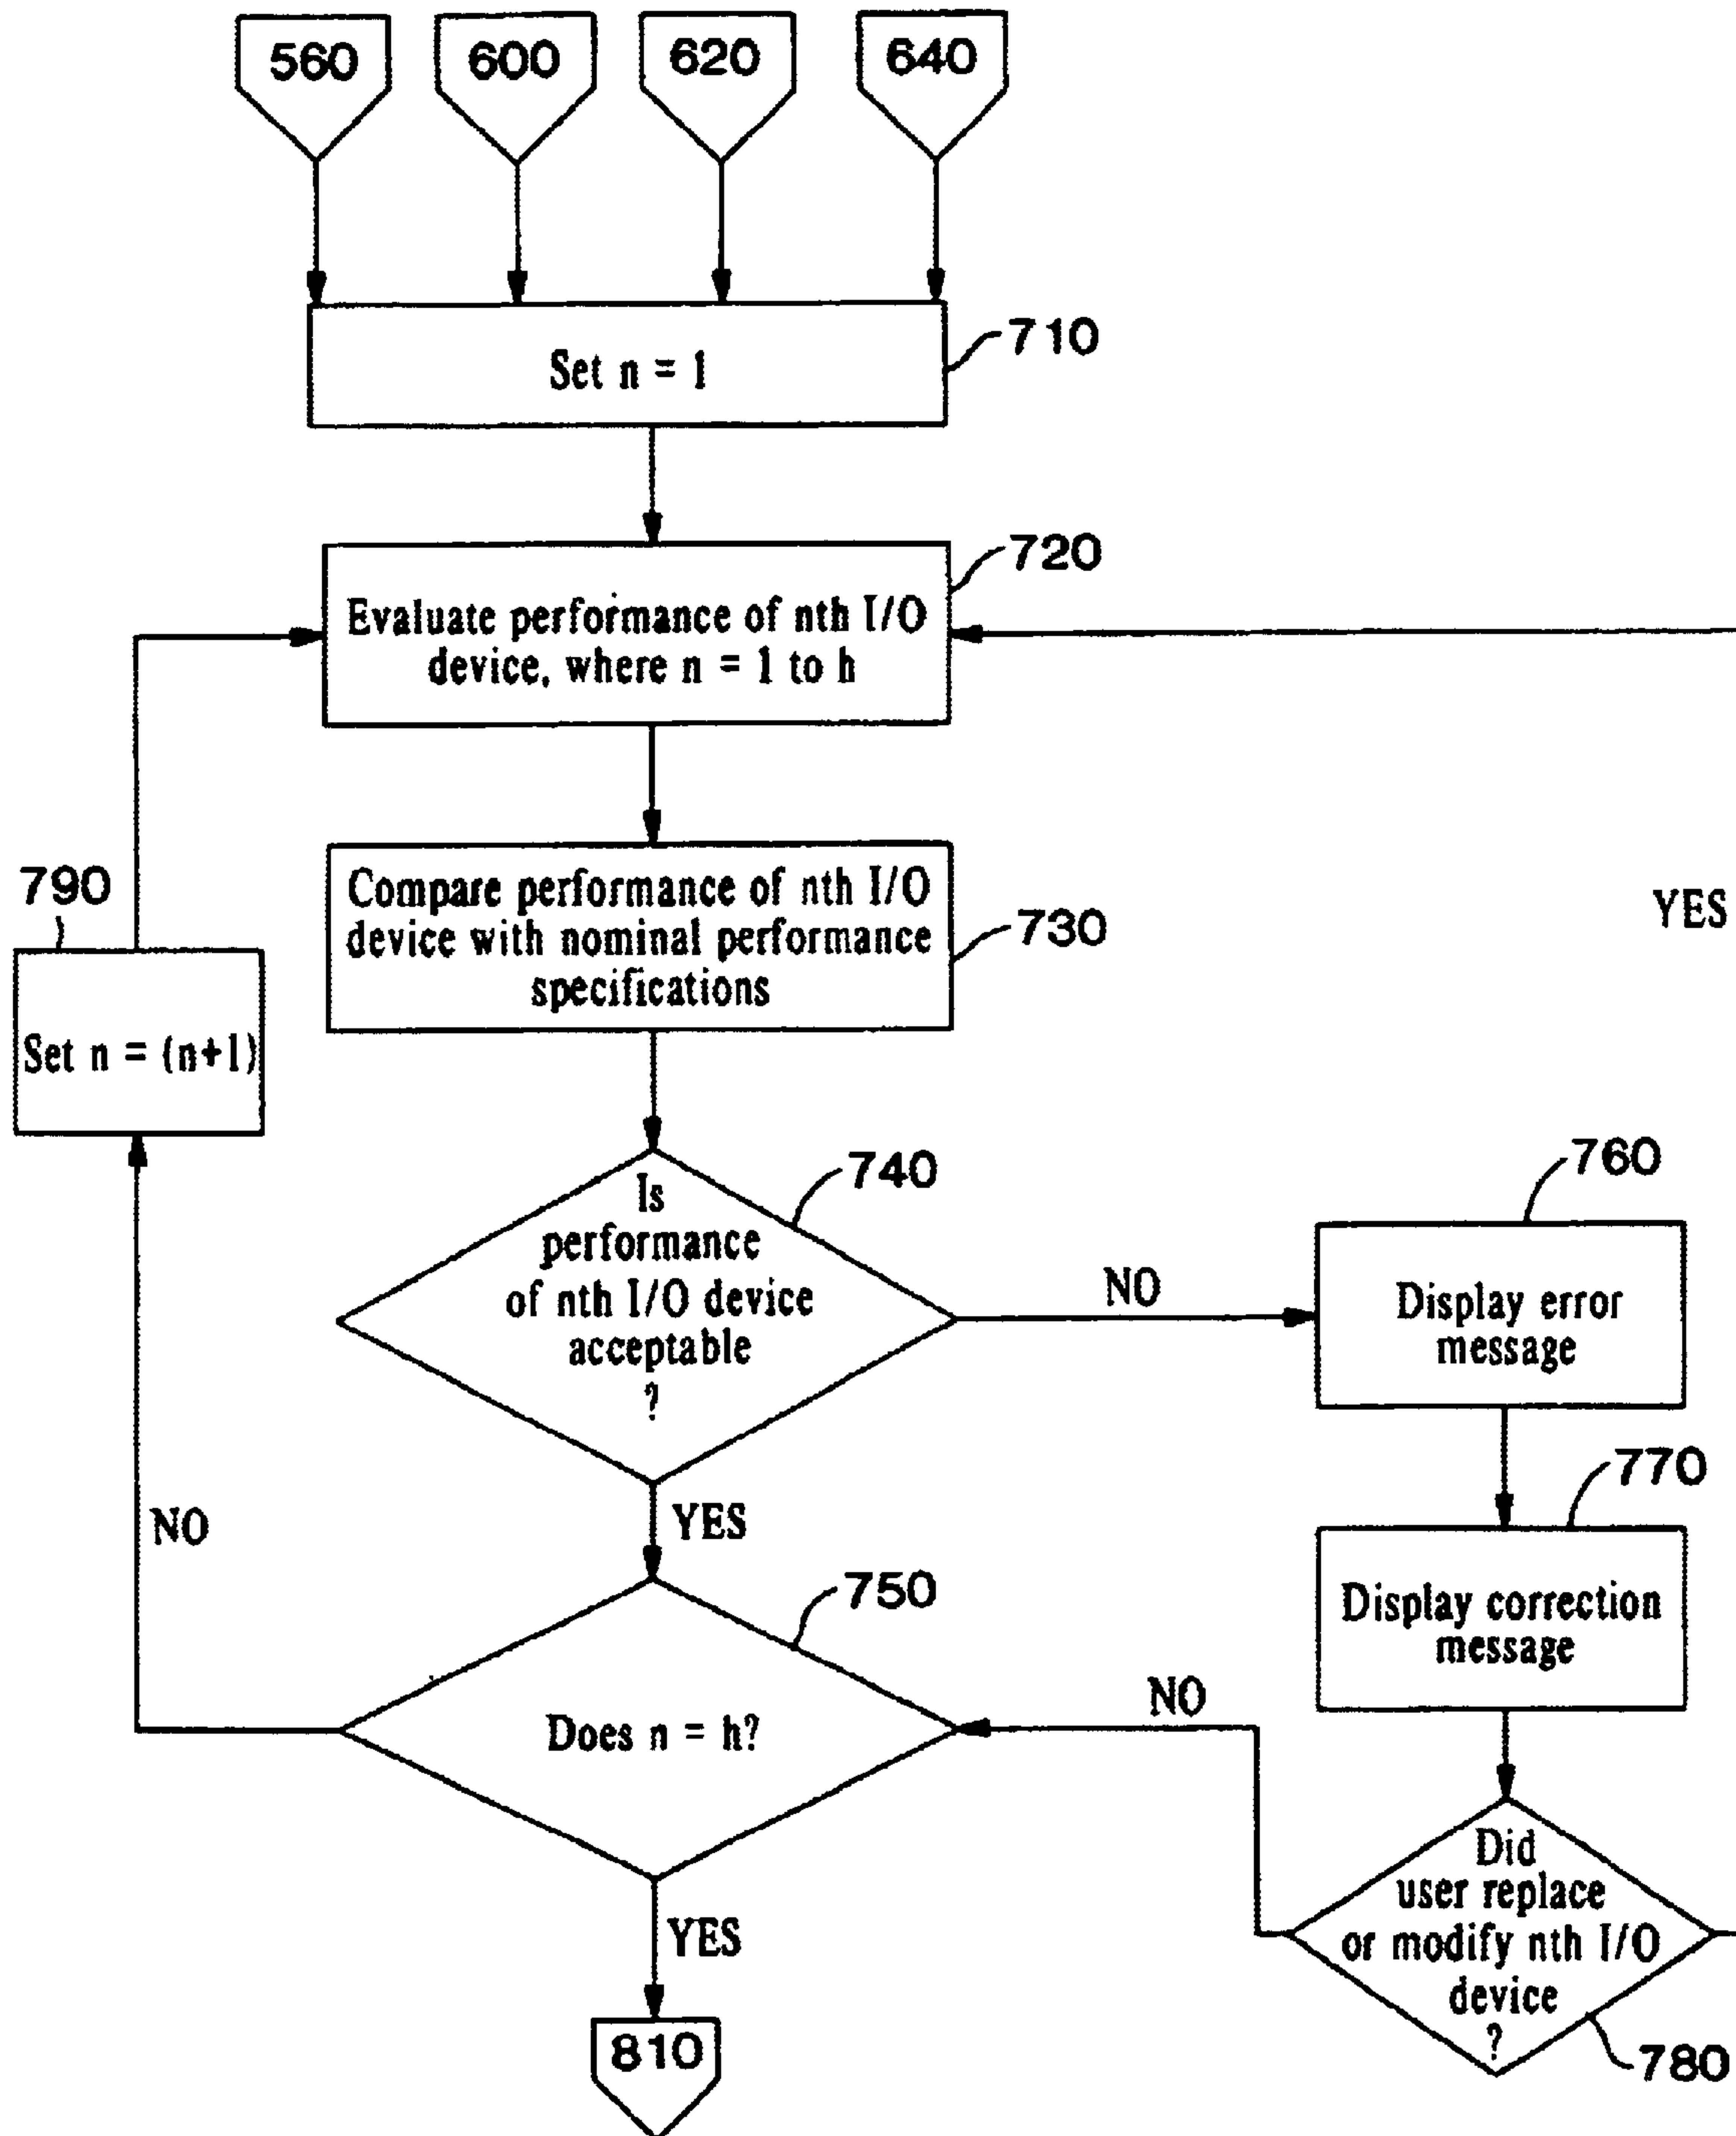 560
600
620
640
710
Set n = 1
720
Evaluate performance of nth I/O
device, where n = 1 to h
790
Set n = (n+1)
730
Compare performance of nth I/O
device with nominal performance
specifications
YES
740
Is
performance
of nth I/O device
acceptable
?
NO
760
Display error
message
YES
770
Display correction
message
NO
750
Does n = h?
NO
780
Did
user replace
or modify nth I/O
device
?
YES
810